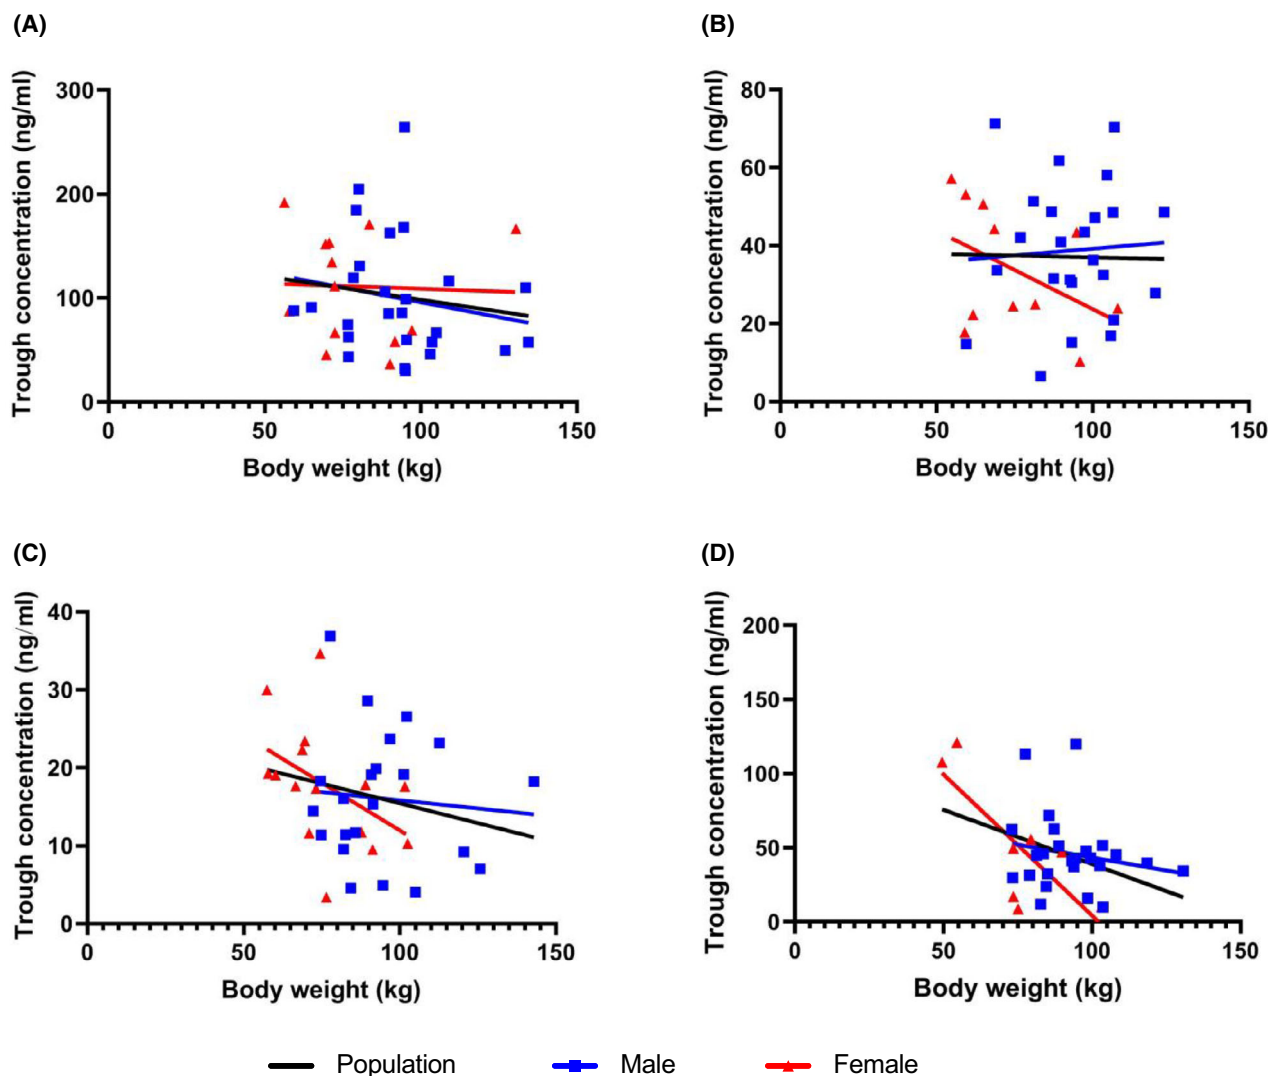 (A)
Trough concentration (ng/ml)
300
200
100
0
0 50 100 150
Body weight (kg)
(B)
Trough concentration (ng/ml)
80
60
40
20
0
0 50 100 150
Body weight (kg)
(C)
Trough concentration (ng/ml)
40
30
20
10
0
0 50 100 150
Body weight (kg)
(D)
Trough concentration (ng/ml)
200
150
100
50
0
0 50 100 150
Body weight (kg)
Population Male Female